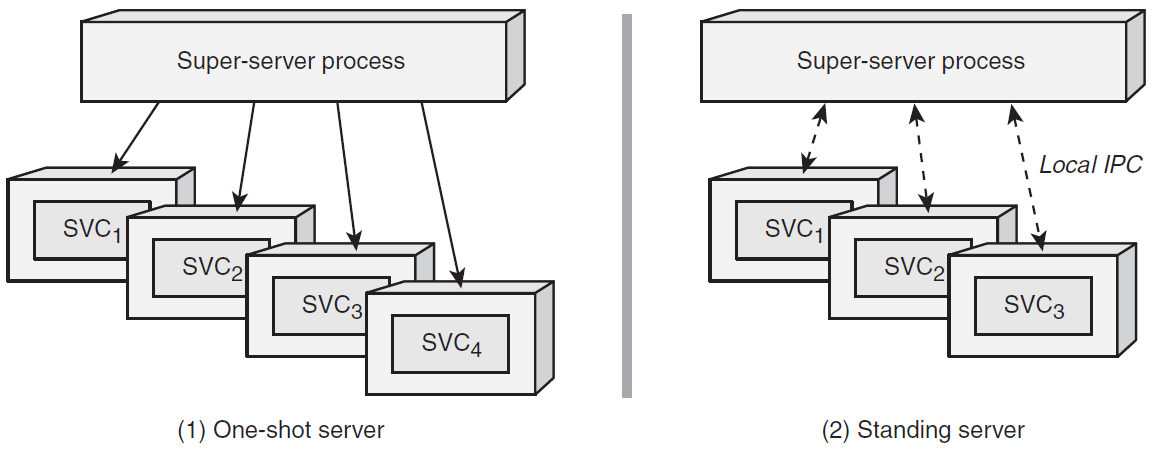 Super-server process
SVC1
SVC2
SVC3
SVC4
(1) One-shot server
Super-server process
Local IPC
SVC1
SVC2
SVC3
(2) Standing server